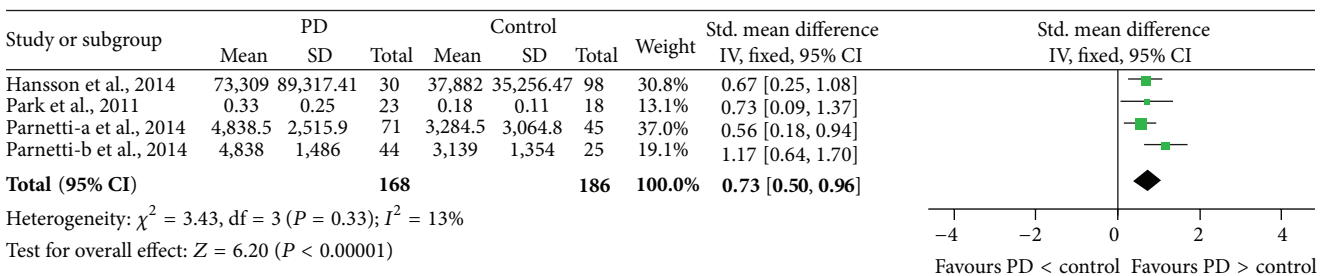 Study or subgroup PD Control Weight Std. mean difference Std. mean difference
Mean SD Total Mean SD Total IV, fixed, 95% CI IV, fixed, 95% CI
Hansson et al., 2014 73,309 89,317.41 30 37,882 35,256.47 98 30.8% 0.67 [0.25, 1.08]
Park et al., 2011 0.33 0.25 23 0.18 0.11 18 13.1% 0.73 [0.09, 1.37]
Parnetti-a et al., 2014 4,838.5 2,515.9 71 3,284.5 3,064.8 45 37.0% 0.56 [0.18, 0.94]
Parnetti-b et al., 2014 4,838 1,486 44 3,139 1,354 25 19.1% 1.17 [0.64, 1.70]
Total (95% CI) 168 186 100.0% 0.73 [0.50, 0.96]
Heterogeneity: χ² = 3.43, df = 3 (P = 0.33); I² = 13%
Test for overall effect: Z = 6.20 (P < 0.00001)
−4 −2 0 2 4
Favours PD < control Favours PD > control